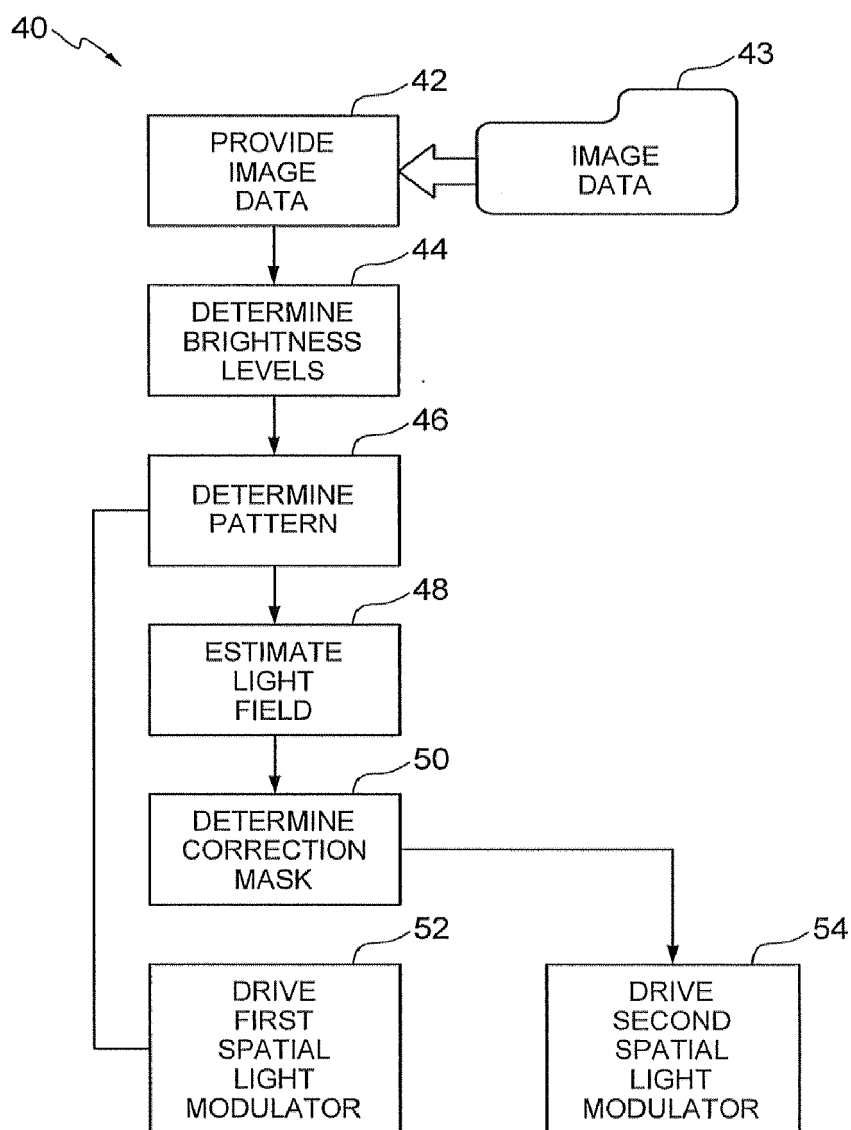 40
42
43
PROVIDE
IMAGE
DATA
IMAGE
DATA
44
DETERMINE
BRIGHTNESS
LEVELS
46
DETERMINE
PATTERN
48
ESTIMATE
LIGHT
FIELD
50
DETERMINE
CORRECTION
MASK
52
54
DRIVE
FIRST
SPATIAL
LIGHT
MODULATOR
DRIVE
SECOND
SPATIAL
LIGHT
MODULATOR